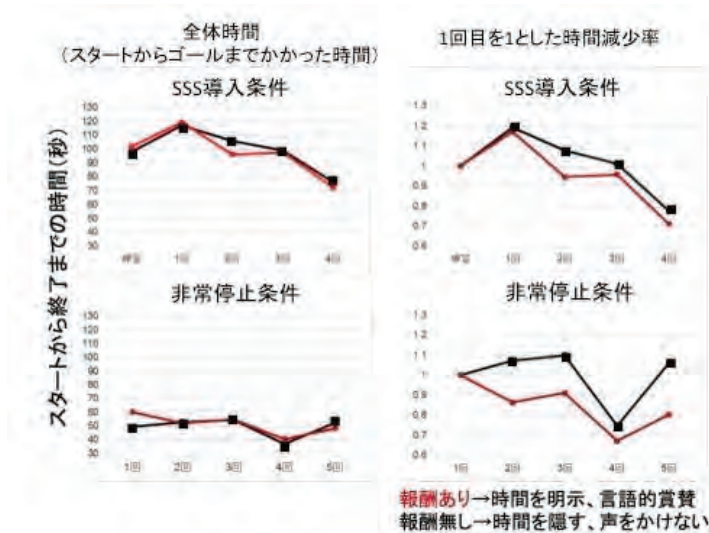 全体時間
(スタートからゴールまでかかった時間)
1回目を1とした時間減少率
スタートから終了までの時間(秒)
SSS導入条件
130
120
110
100
90
80
70
60
50
40
30
1回
2回
3回
4回
SSS導入条件
1.3
1.2
1.1
1
0.9
0.8
0.7
0.6
1回
2回
3回
4回
非常停止条件
130
120
110
100
90
80
70
60
50
40
30
1回
2回
3回
4回
5回
非常停止条件
1.3
1.2
1.1
1
0.9
0.8
0.7
0.6
1回
2回
3回
4回
5回
報酬あり→時間を明示、言語的賞賛
報酬無し→時間を隠す、声をかけない